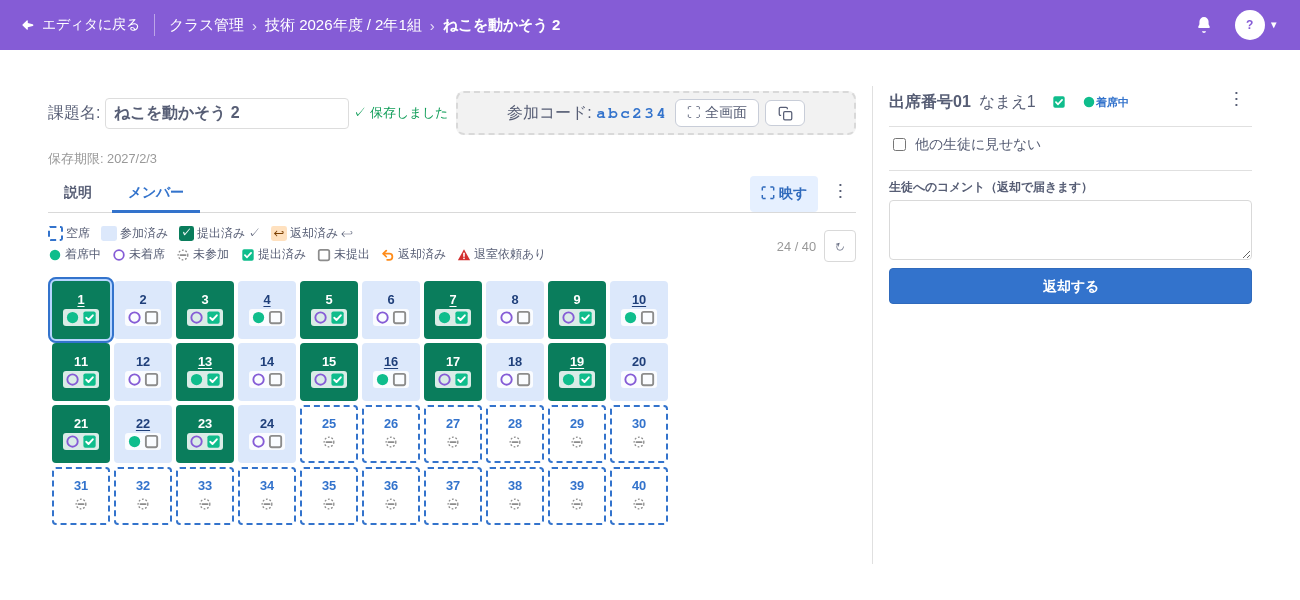 エディタに戻る クラス管理 › 技術 2026年度 / 2年1組 › ねこを動かそう 2 ? ▼
課題名: ねこを動かそう 2 ✓ 保存しました 参加コード: abc234 全画面
保存期限: 2027/2/3
説明 メンバー 映す
空席 参加済み 提出済み ✓ 返却済み ↩
着席中 未着席 未参加 提出済み 未提出 返却済み 退室依頼あり
24 / 40
1 2 3 4 5 6 7 8 9 10
11 12 13 14 15 16 17 18 19 20
21 22 23 24 25 26 27 28 29 30
31 32 33 34 35 36 37 38 39 40
出席番号01 なまえ1 着席中
他の生徒に見せない
生徒へのコメント（返却で届きます）
返却する